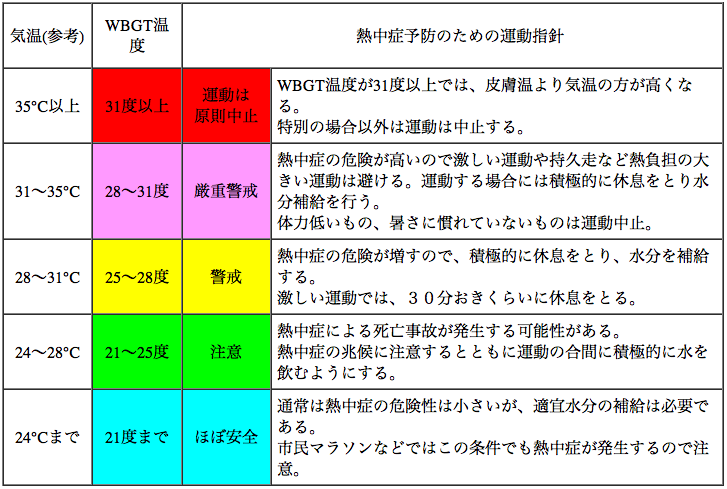 気温(参考)
WBGT温
度
熱中症予防のための運動指針
35°C以上
31度以上
運動は
原則中止
WBGT温度が31度以上では、皮膚温より気温の方が高くな
る。
特別の場合以外は運動は中止する。
31～35°C
28～31度
厳重警戒
熱中症の危険が高いので激しい運動や持久走など熱負担の大
きい運動は避ける。運動する場合には積極的に休息をとり水
分補給を行う。
体力低いもの、暑さに慣れていないものは運動中止。
28～31°C
25～28度
警戒
熱中症の危険が増すので、積極的に休息をとり、水分を補給
する。
激しい運動では、３０分おきくらいに休息をとる。
24～28°C
21～25度
注意
熱中症による死亡事故が発生する可能性がある。
熱中症の兆候に注意するとともに運動の合間に積極的に水を
飲むようにする。
24°Cまで
21度まで
ほぼ安全
通常は熱中症の危険性は小さいが、適宜水分の補給は必要であ
る。
市民マラソンなどではこの条件でも熱中症が発生するので注
意。